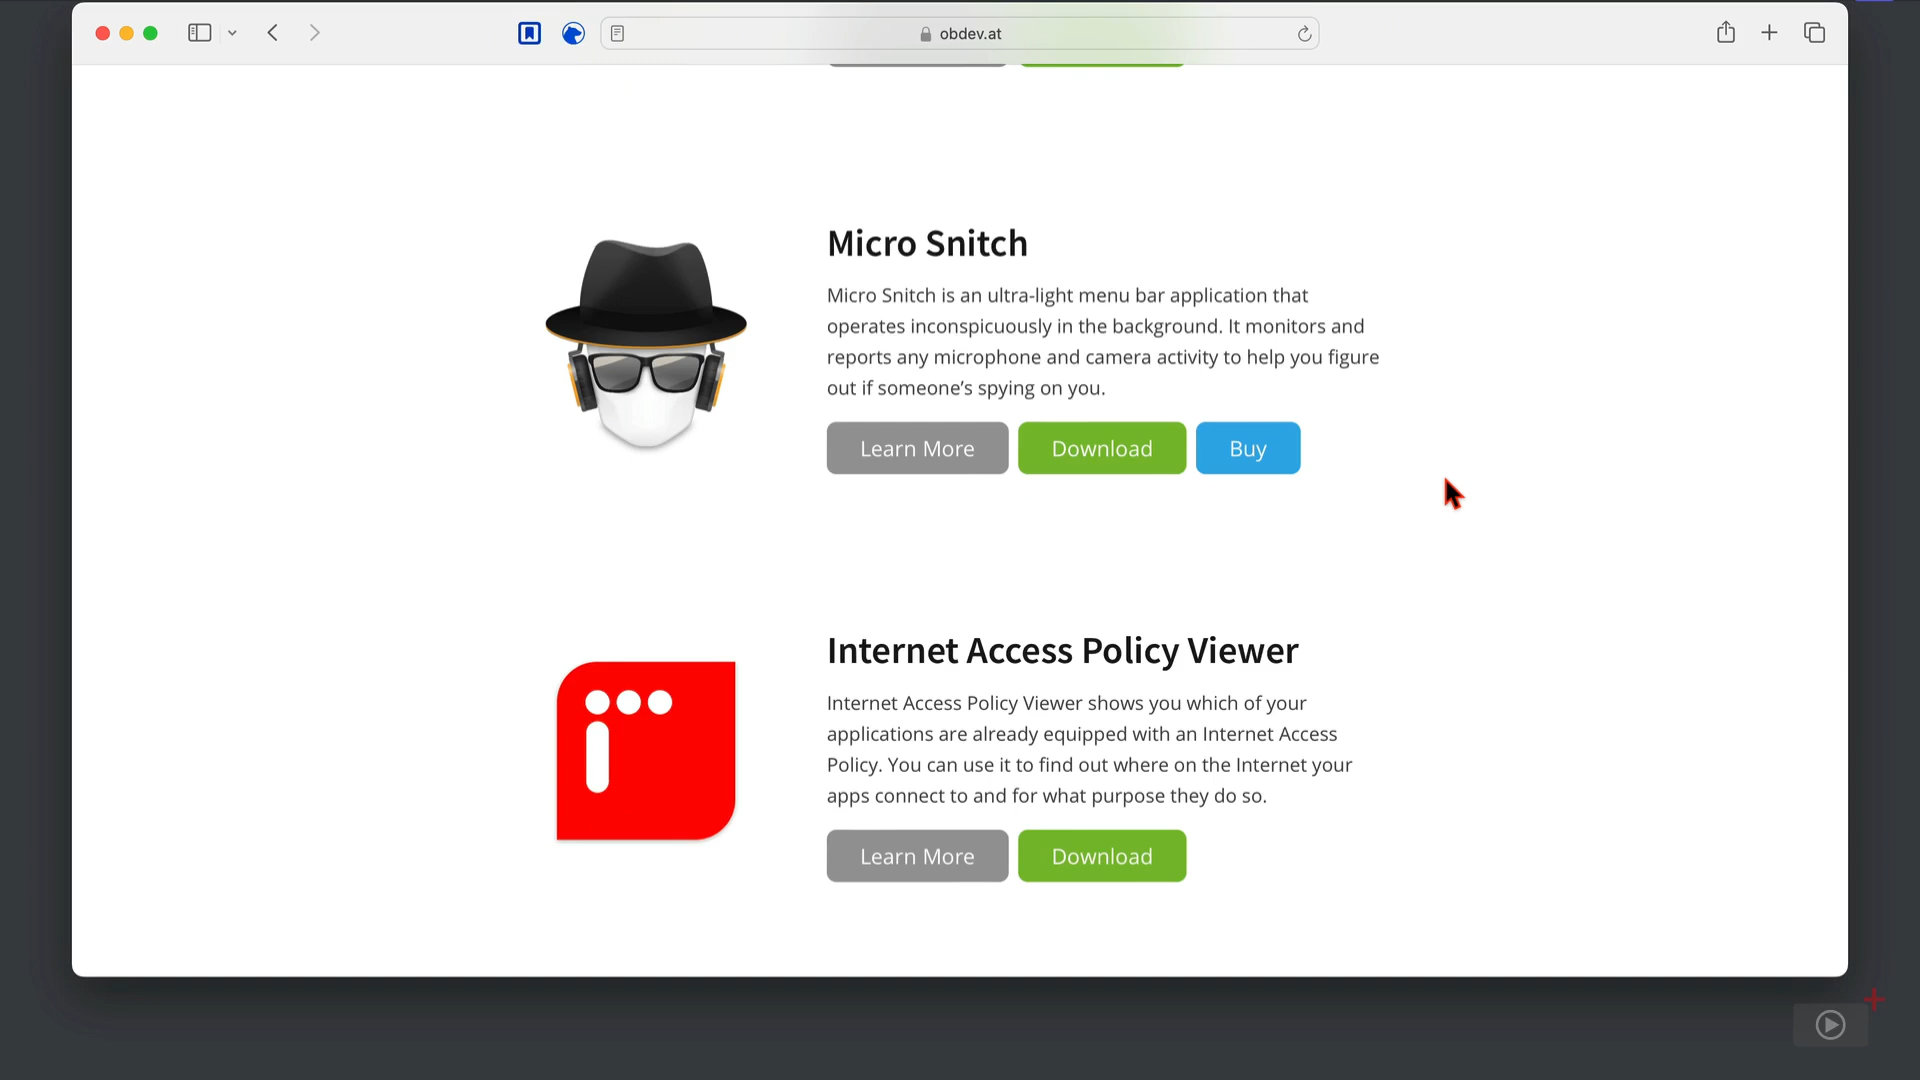 obdev.at
Micro Snitch
Micro Snitch is an ultra-light menu bar application that
operates inconspicuously in the background. It monitors and
reports any microphone and camera activity to help you figure
out if someone’s spying on you.
Learn More Download Buy
Internet Access Policy Viewer
Internet Access Policy Viewer shows you which of your
applications are already equipped with an Internet Access
Policy. You can use it to find out where on the Internet your
apps connect to and for what purpose they do so.
Learn More Download